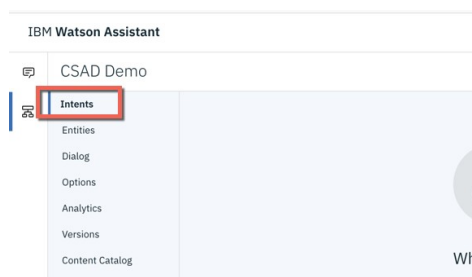 IBM Watson Assistant
CSAD Demo
Intents
Entities
Dialog
Options
Analytics
Versions
Content Catalog